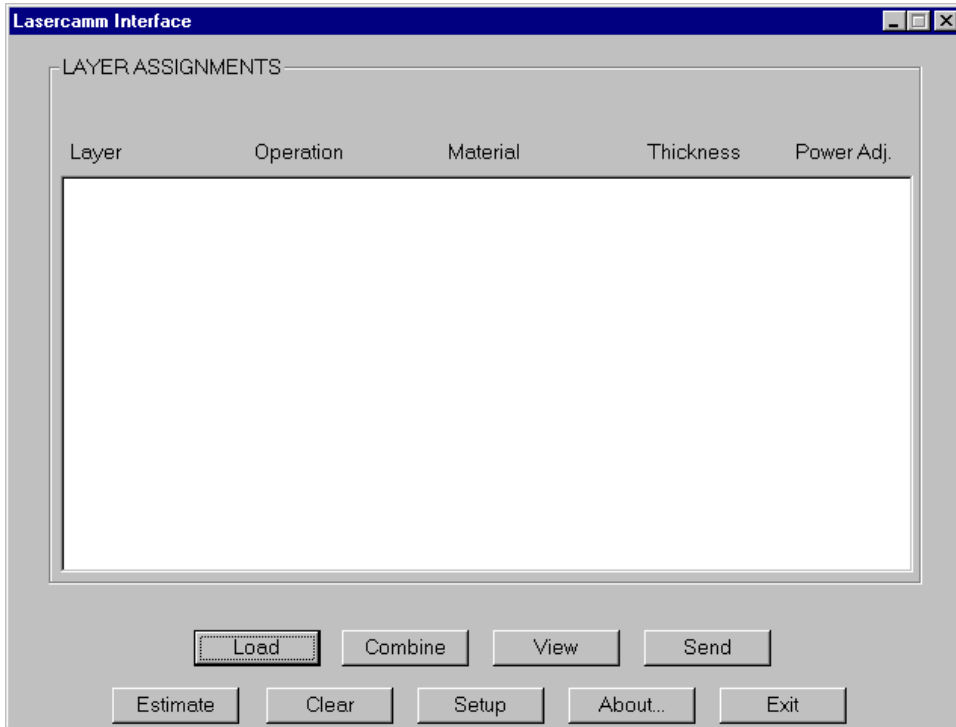 Lasercamm Interface
LAYER ASSIGNMENTS
Layer Operation Material Thickness Power Adj.
Load Combine View Send
Estimate Clear Setup About... Exit